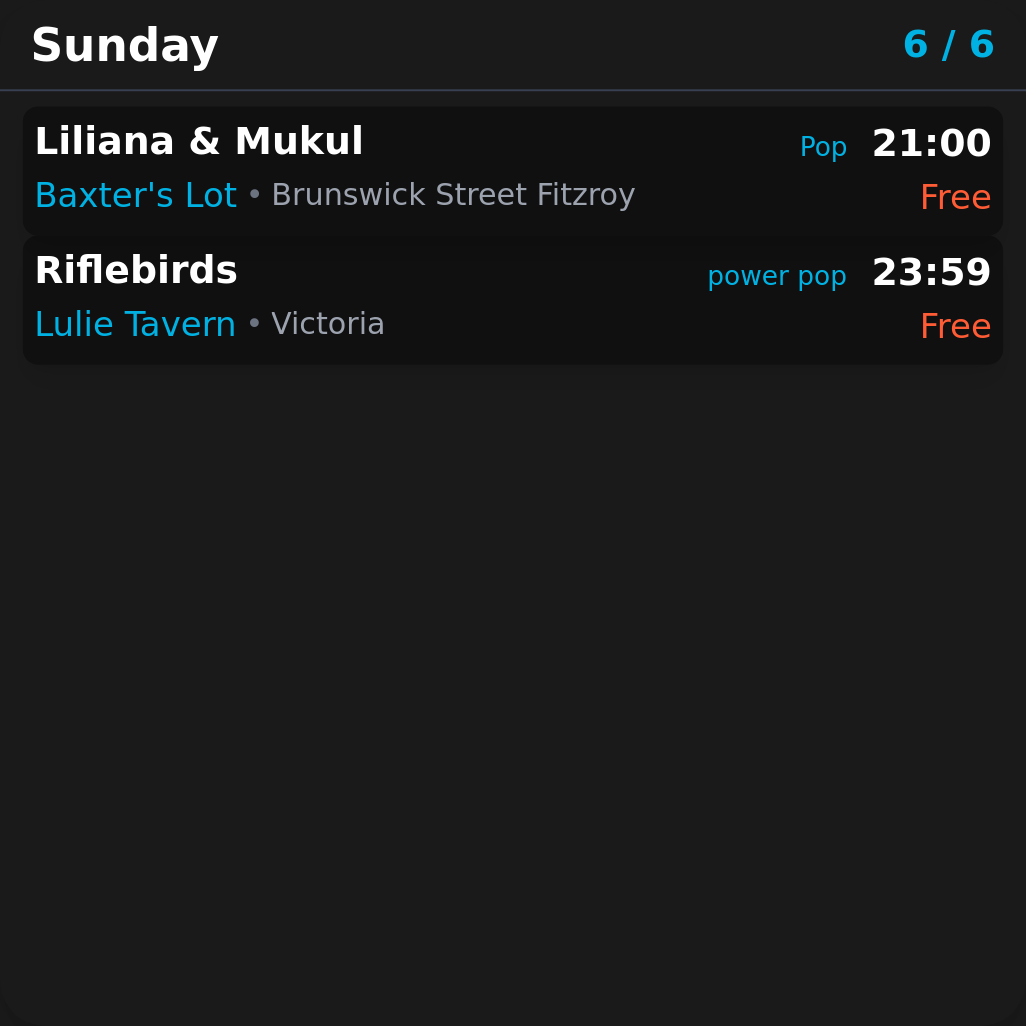 Sunday 6 / 6
Liliana & Mukul Pop 21:00
Baxter's Lot • Brunswick Street Fitzroy Free
Riflebirds power pop 23:59
Lulie Tavern • Victoria Free